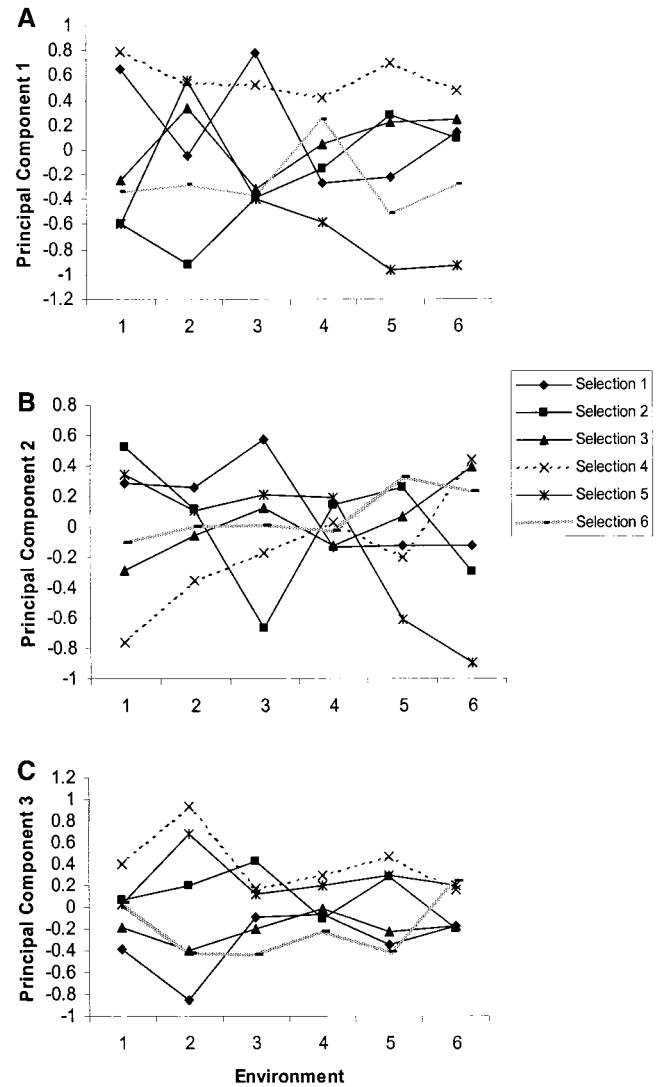 A
Principal Component 1
1
0.8
0.6
0.4
0.2
0
-0.2
-0.4
-0.6
-0.8
-1
-1.2
1 2 3 4 5 6
B
Principal Component 2
0.8
0.6
0.4
0.2
0
-0.2
-0.4
-0.6
-0.8
-1
1 2 3 4 5 6
Selection 1
Selection 2
Selection 3
Selection 4
Selection 5
Selection 6
C
Principal Component 3
1.2
1
0.8
0.6
0.4
0.2
0
-0.2
-0.4
-0.6
-0.8
-1
1 2 3 4 5 6
Environment